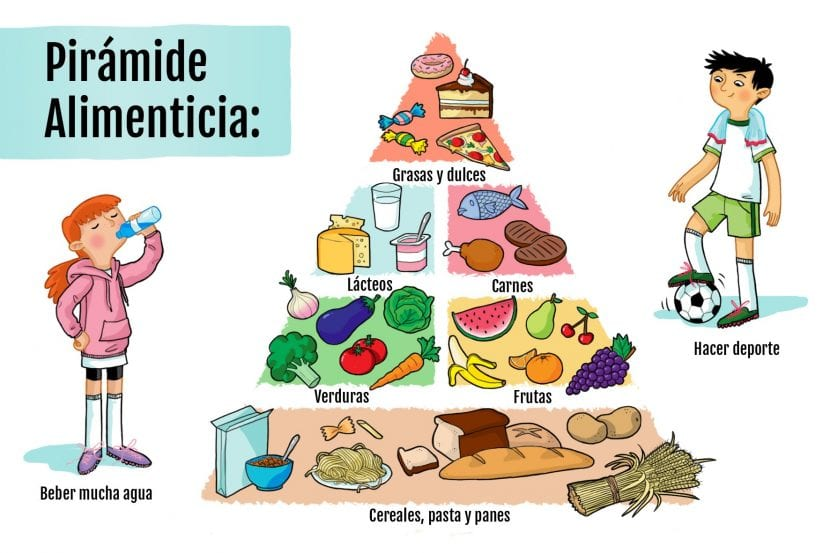 Pirámide
Alimenticia:
Grasas y dulces
Lácteos
Carnes
Verduras
Frutas
Cereales, pasta y panes
Beber mucha agua
Hacer deporte